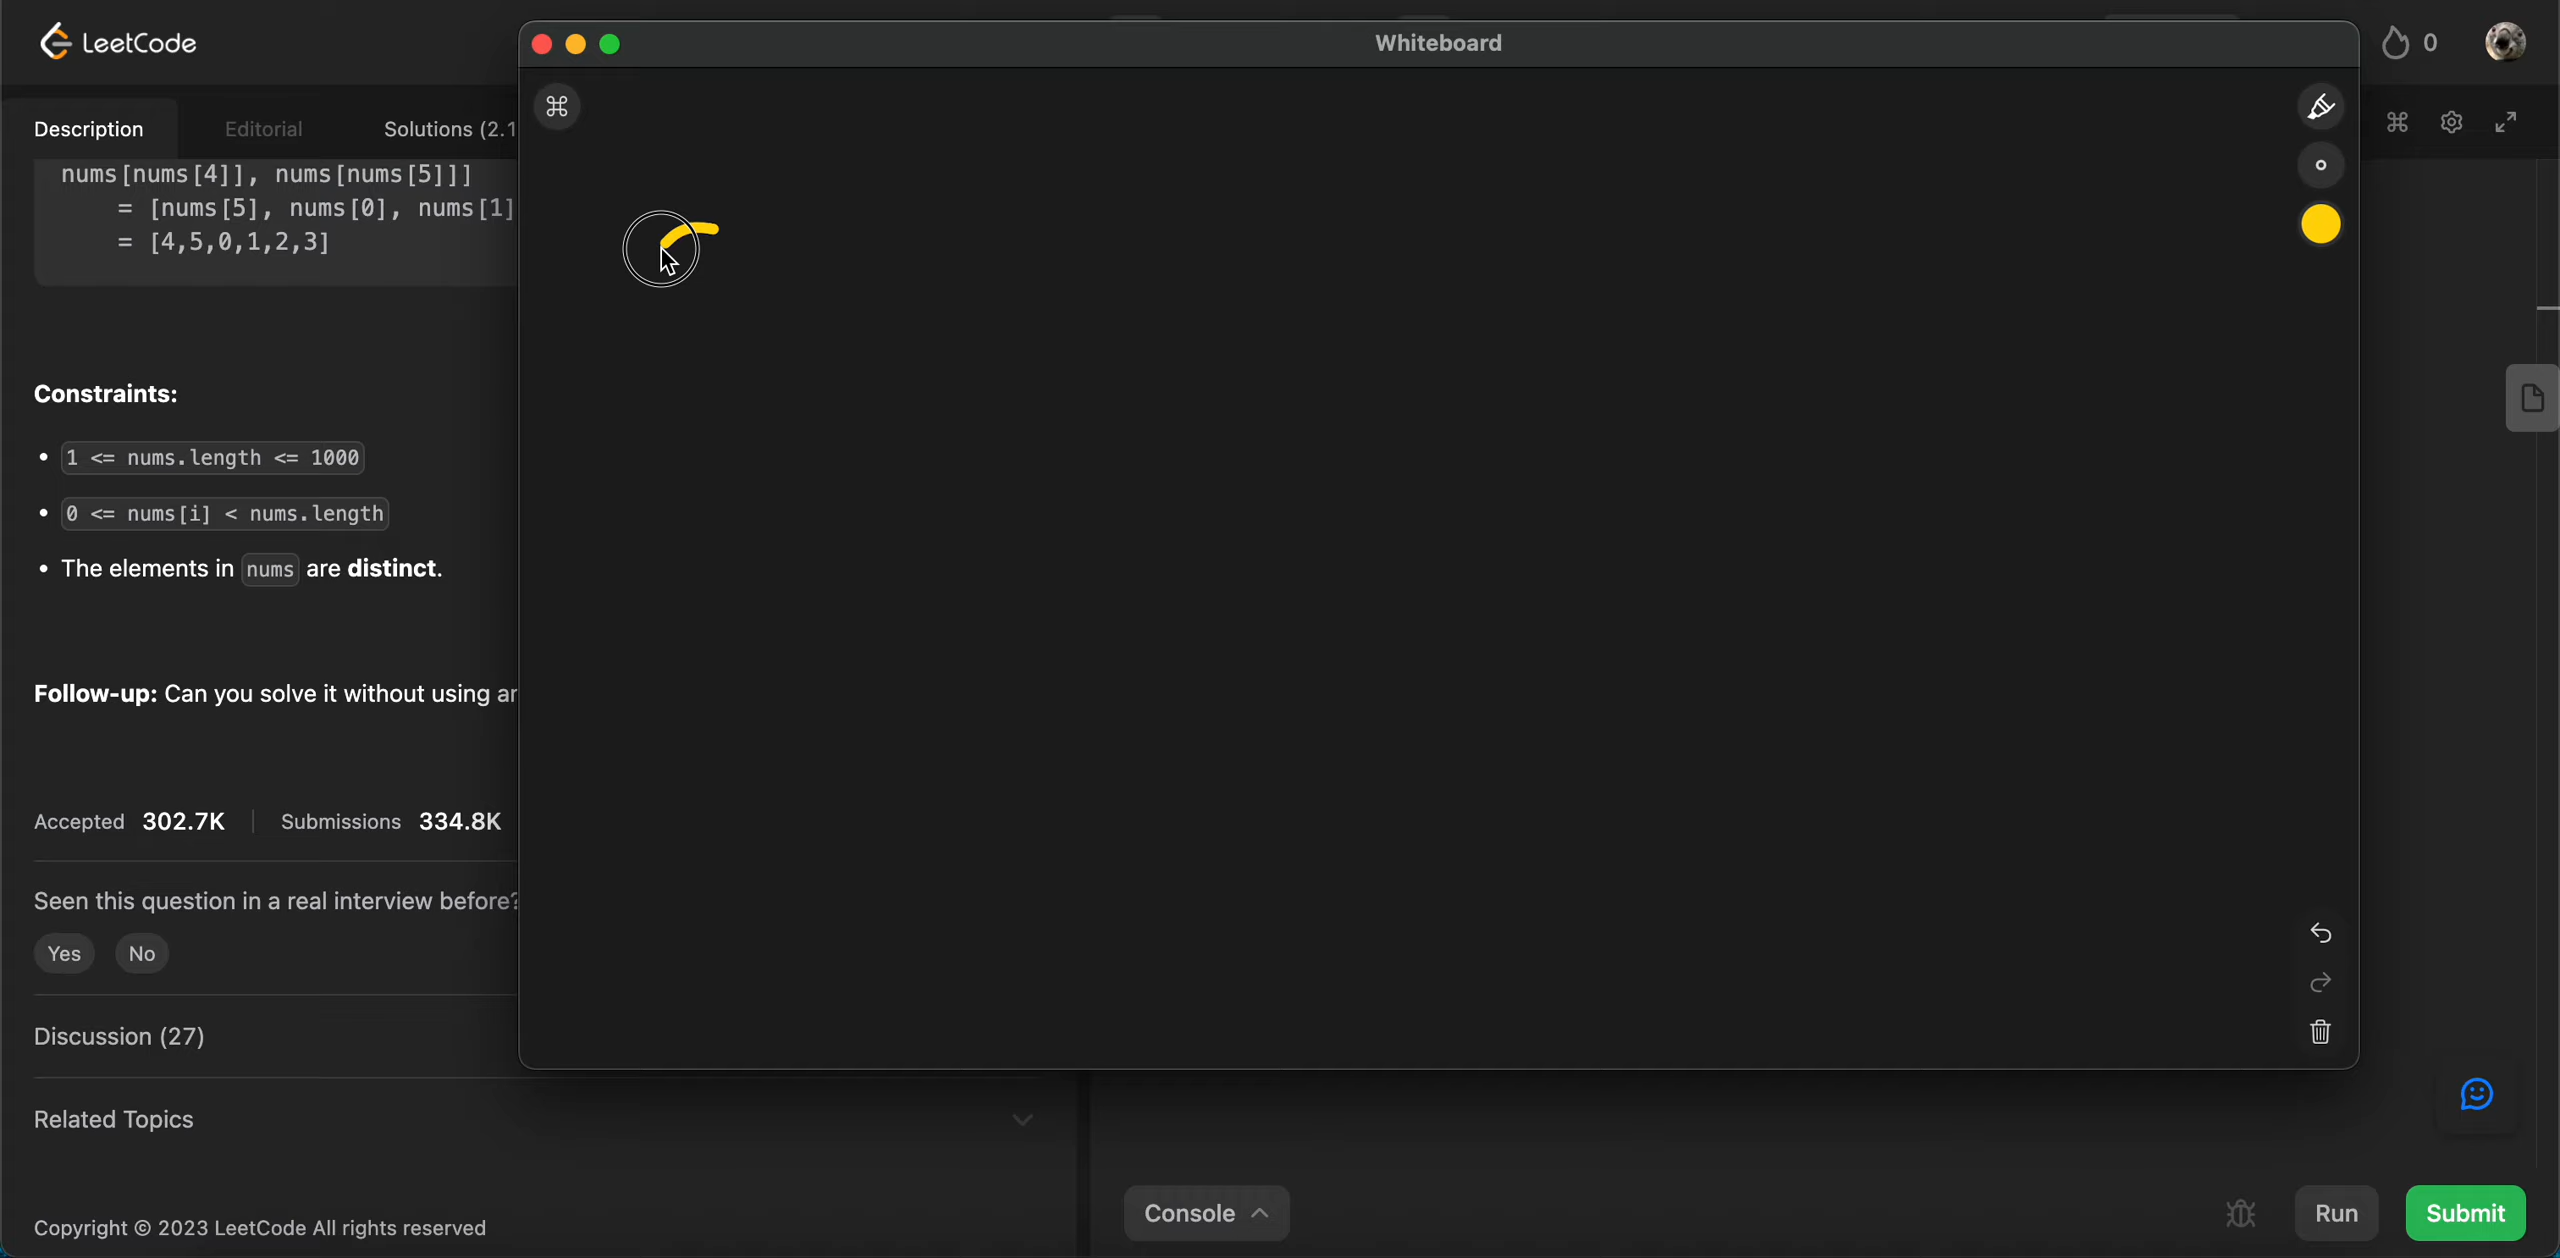 LeetCode
Whiteboard
0
Description Editorial Solutions (2.1
nums[nums[4]], nums[nums[5]]]
= [nums[5], nums[0], nums[1]
= [4,5,0,1,2,3]
Constraints:
• 1 <= nums.length <= 1000
• 0 <= nums[i] < nums.length
• The elements in nums are distinct.
Follow-up: Can you solve it without using
Accepted 302.7K | Submissions 334.8K
Seen this question in a real interview before?
Yes No
Discussion (27)
Related Topics
Copyright © 2023 LeetCode All rights reserved
Console
Run
Submit